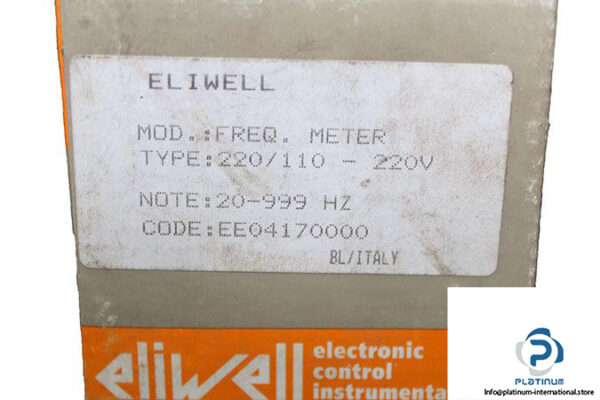 ELIWELL
MOD.:FREQ. METER
TYPE:220/110 - 220V
NOTE:20-999 HZ
CODE:EE04170000
BL/ITALY
eliwell
electronic
control
instrumenta
PLATINUM
Info@platinum-international.store